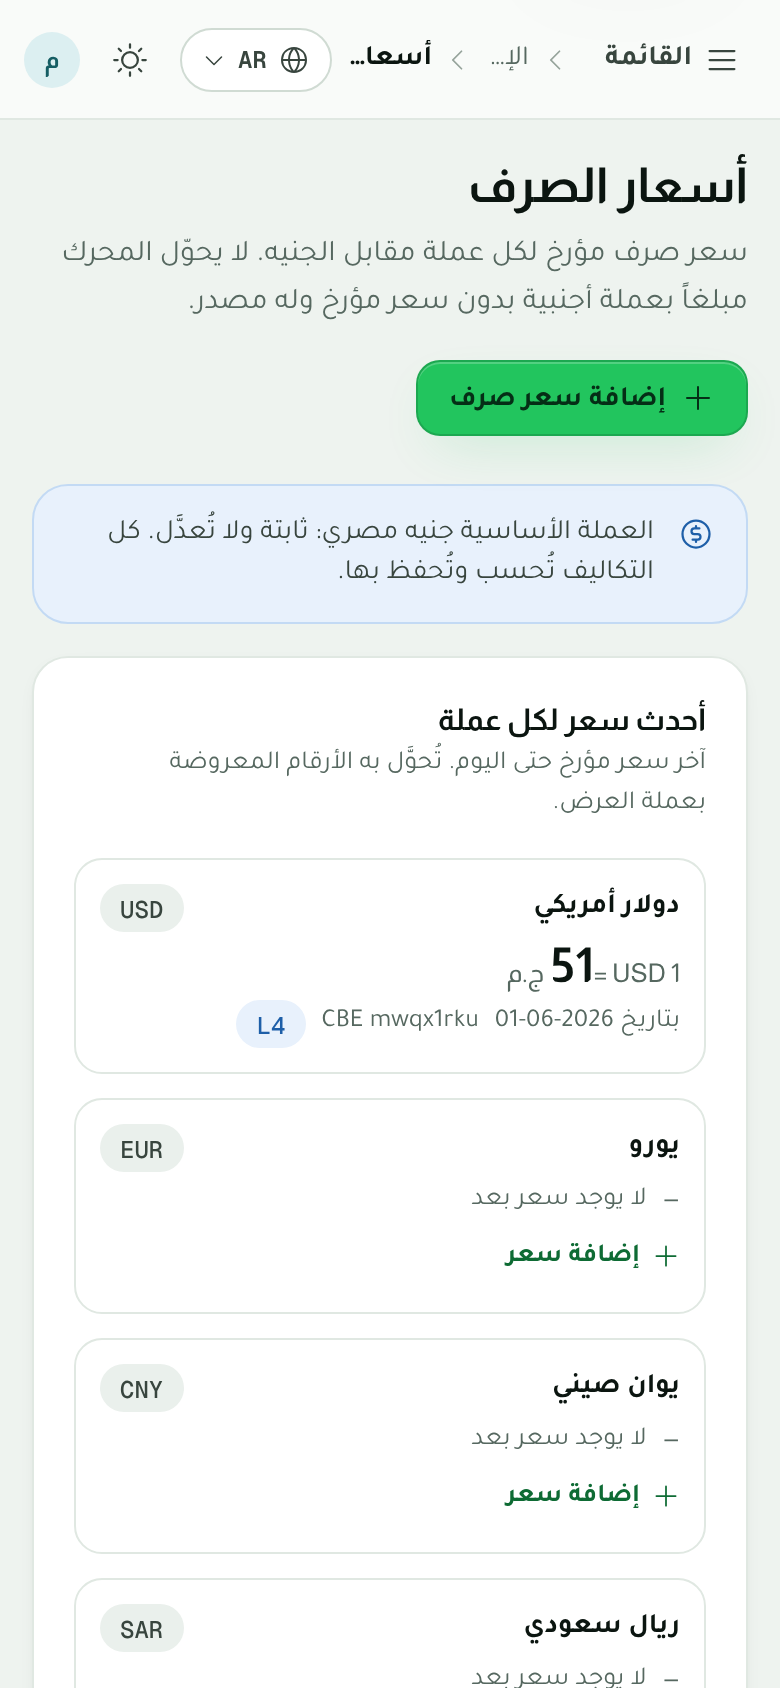 القائمة
الإ...
أسعا...
AR
م
أسعار الصرف
سعر صرف مؤرخ لكل عملة مقابل الجنيه. لا يحوّل المحرك
مبلغاً بعملة أجنبية بدون سعر مؤرخ وله مصدر.
إضافة سعر صرف
العملة الأساسية جنيه مصري: ثابتة ولا تُعدَّل. كل
التكاليف تُحسب وتُحفظ بها.
أحدث سعر لكل عملة
آخر سعر مؤرخ حتى اليوم. تُحوَّل به الأرقام المعروضة
بعملة العرض.
دولار أمريكي USD
1 USD = 51 ج.م
بتاريخ 2026-06-01 CBE mwqx1rku L4
يورو EUR
– لا يوجد سعر بعد
إضافة سعر
يوان صيني CNY
– لا يوجد سعر بعد
إضافة سعر
ريال سعودي SAR
– لا يوجد سعر بعد